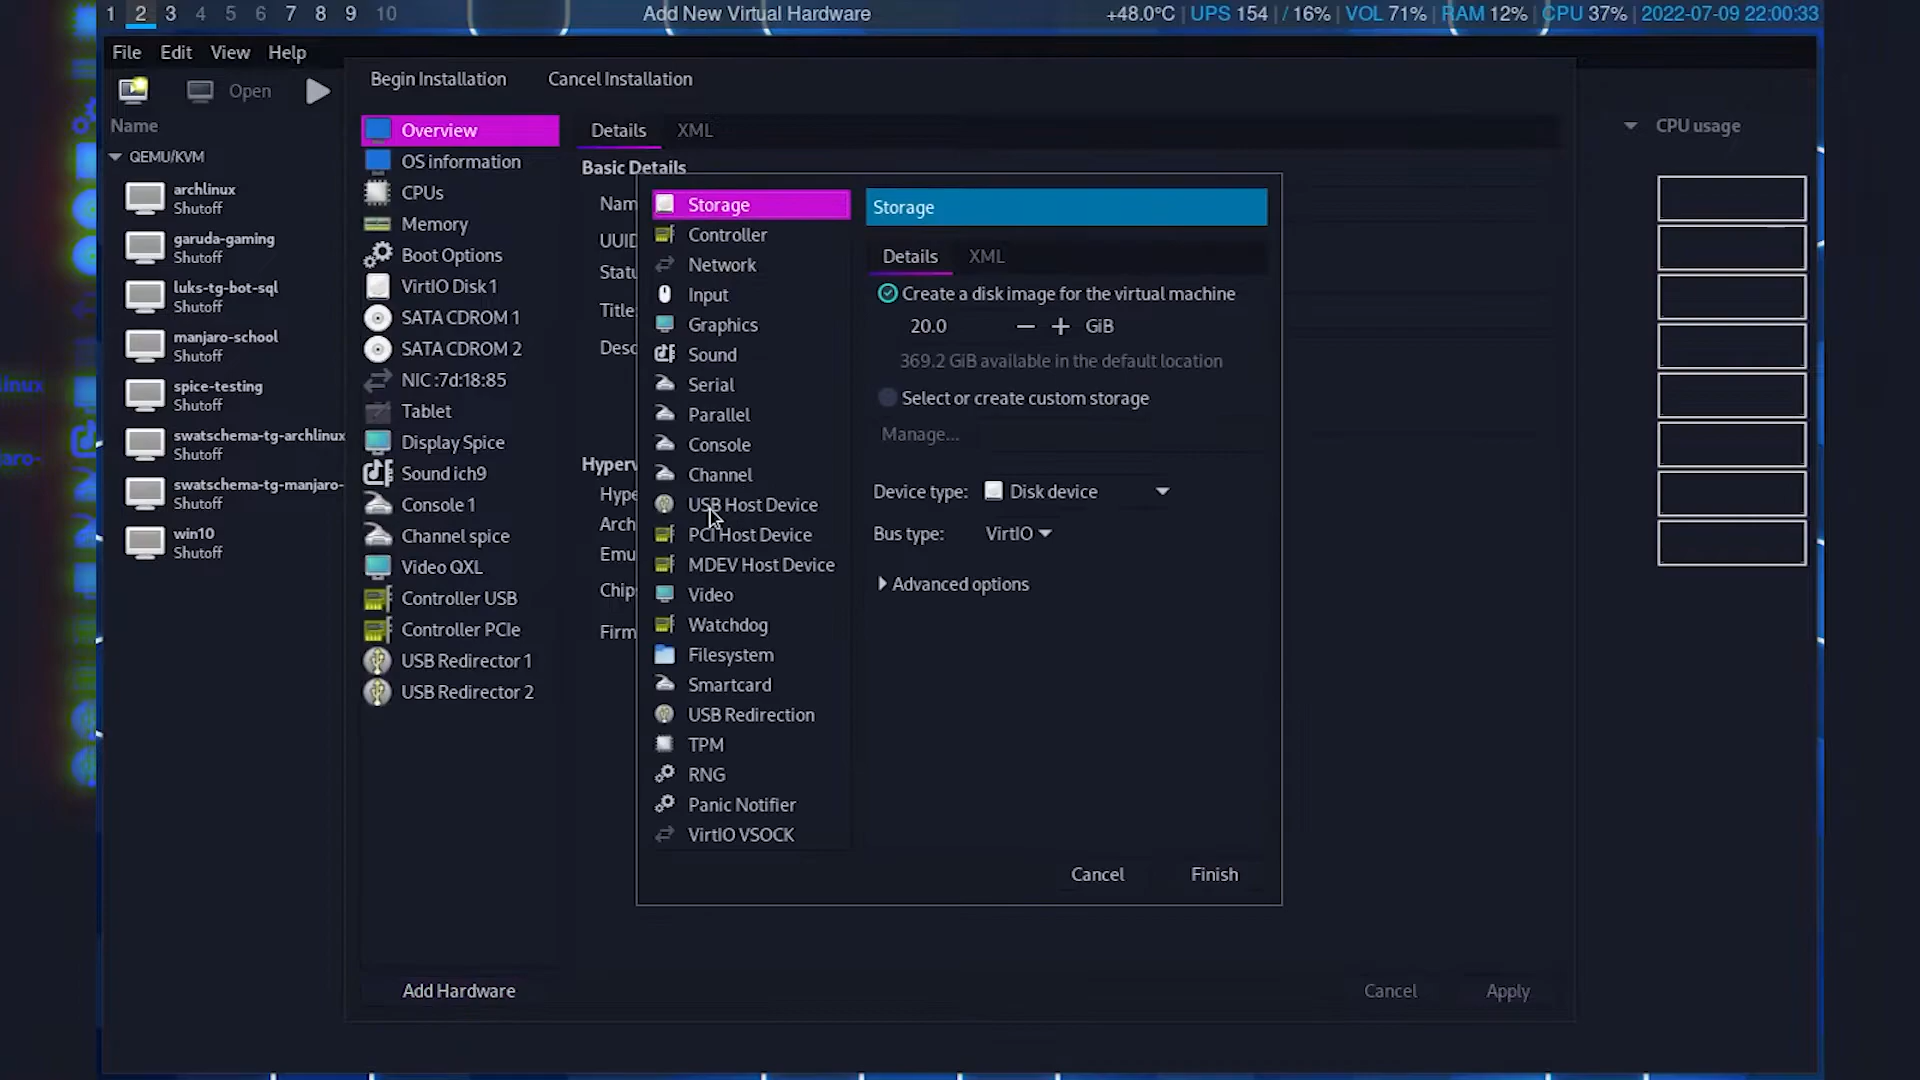 1 2 3 4 5 6 7 8 9 10
Add New Virtual Hardware
+48.0°C | UPS 154 | / 16% | VOL 71% | RAM 12% | CPU 37% | 2022-07-09 22:00:33
File Edit View Help
Open
Name
CPU usage
QEMU/KVM
archlinux
Shutoff
garuda-gaming
Shutoff
luks-tg-bot-sql
Shutoff
manjaro-school
Shutoff
spice-testing
Shutoff
swatschema-tg-archlinux
Shutoff
swatschema-tg-manjaro-
Shutoff
win10
Shutoff
Begin Installation Cancel Installation
Overview
OS information
CPUs
Memory
Boot Options
VirtIO Disk 1
SATA CDROM 1
SATA CDROM 2
NIC :7d:18:85
Tablet
Display Spice
Sound ich9
Console 1
Channel spice
Video QXL
Controller USB
Controller PCIe
USB Redirector 1
USB Redirector 2
Add Hardware
Details XML
Basic Details
Nam
UUID
Statu
Title:
Desc
Hyperv
Hype
Arch
Emu
Chips
Firm
Storage
Controller
Network
Input
Graphics
Sound
Serial
Parallel
Console
Channel
USB Host Device
PCI Host Device
MDEV Host Device
Video
Watchdog
Filesystem
Smartcard
USB Redirection
TPM
RNG
Panic Notifier
VirtIO VSOCK
Storage
Details XML
Create a disk image for the virtual machine
20.0 — + GiB
369.2 GiB available in the default location
Select or create custom storage
Manage...
Device type: Disk device
Bus type: VirtIO
Advanced options
Cancel Finish
Cancel Apply